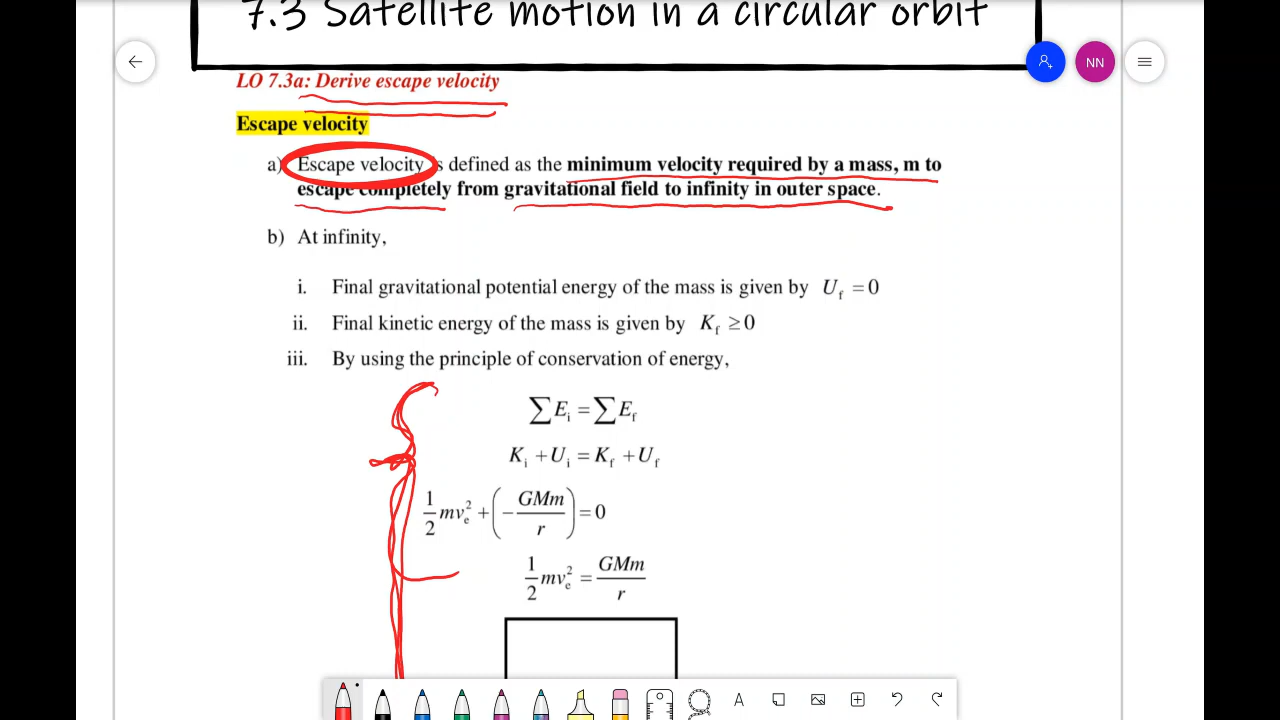 7.3 Satellite motion in a circular orbit
NN
LO 7.3a: Derive escape velocity
Escape velocity
a) Escape velocity is defined as the minimum velocity required by a mass, m to
escape completely from gravitational field to infinity in outer space.
b) At infinity,
i. Final gravitational potential energy of the mass is given by U_f = 0
ii. Final kinetic energy of the mass is given by K_f ≥ 0
iii. By using the principle of conservation of energy,
∑E_i = ∑E_f
K_i + U_i = K_f + U_f
1/2 mv_e^2 + (− GMm/r) = 0
1/2 mv_e^2 = GMm/r
A